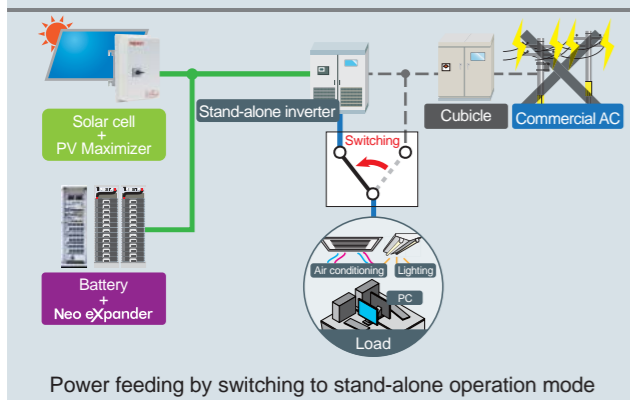 Solar cell
+
PV Maximizer
Stand-alone inverter
Cubicle
Commercial AC
Switching
Battery
+
Neo eXpander
Air conditioning
Lighting
PC
Load
Power feeding by switching to stand-alone operation mode